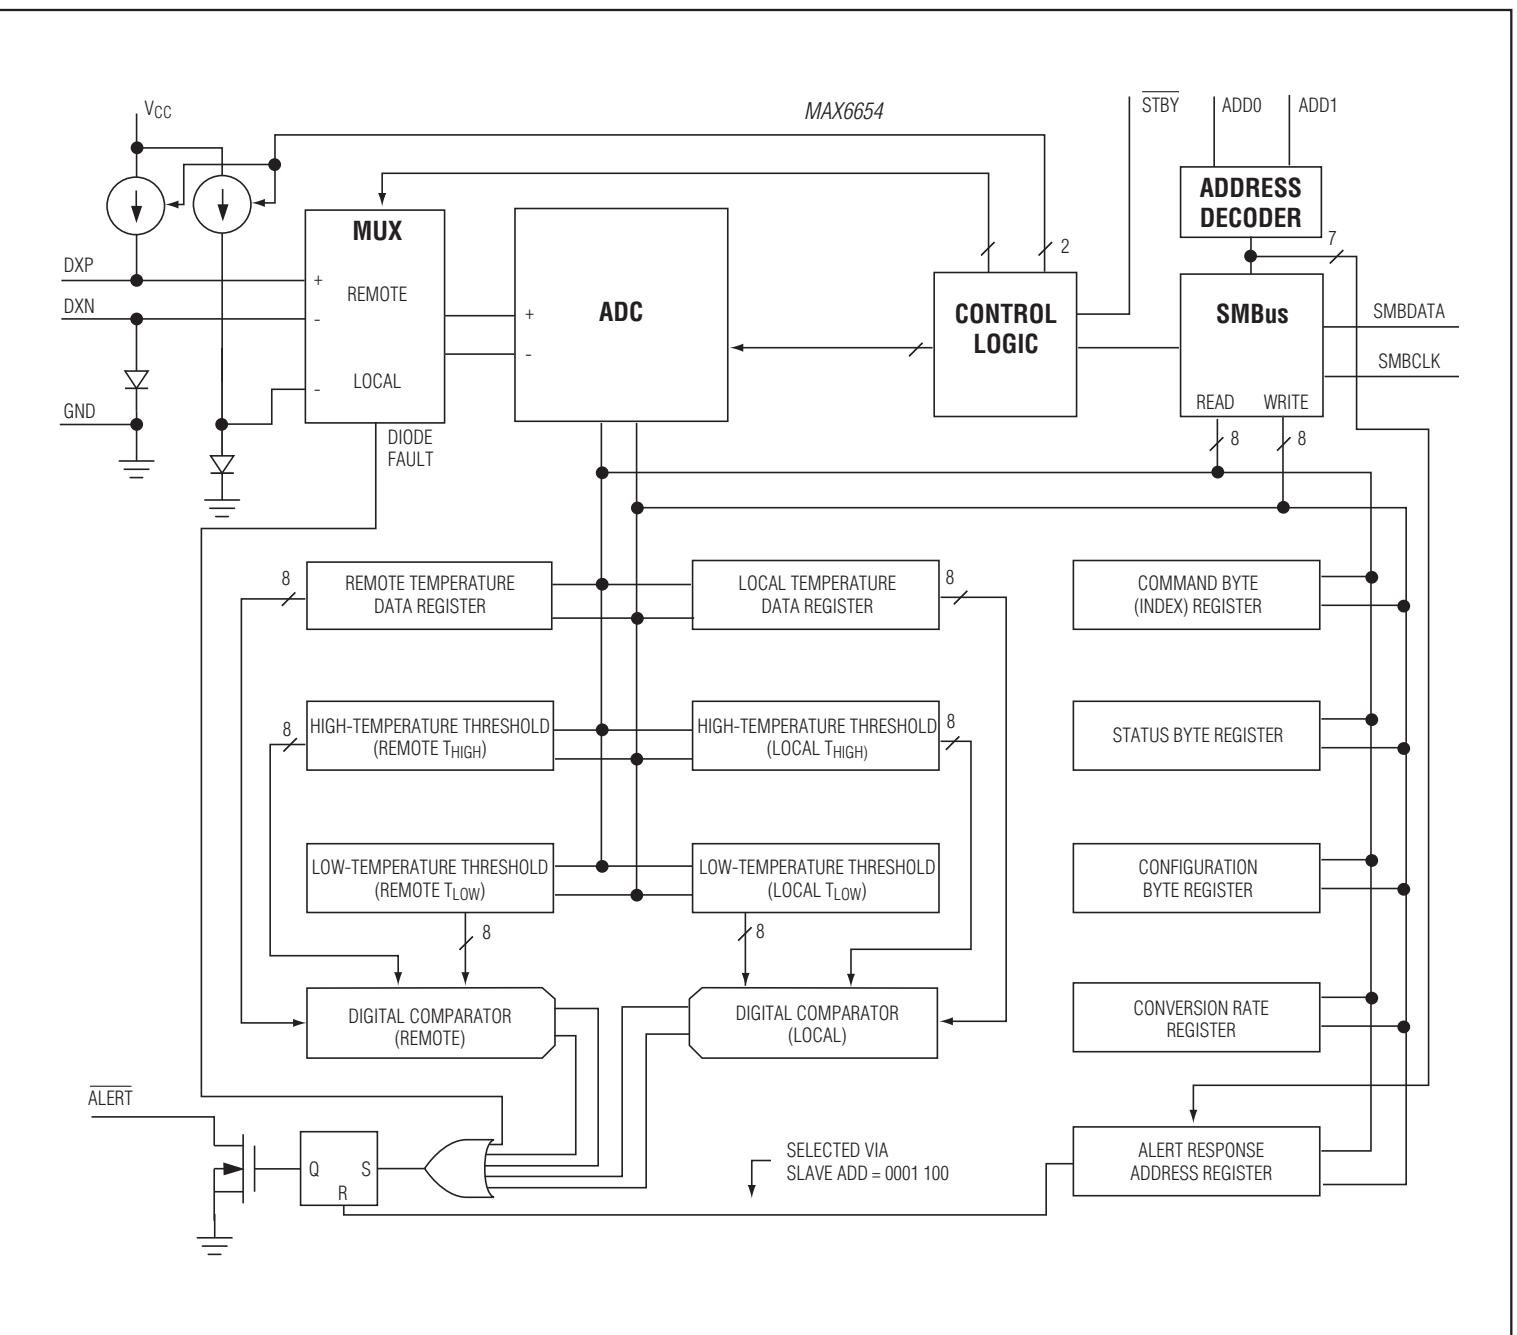 VCC
MAX6654
STBY
ADD0
ADD1
ADDRESS
DECODER
7
2
MUX
DXP
+
REMOTE
DXN
-
LOCAL
-
GND
DIODE
FAULT
ADC
+
-
CONTROL
LOGIC
SMBus
SMBDATA
SMBCLK
READ
WRITE
8
8
8
REMOTE TEMPERATURE
DATA REGISTER
LOCAL TEMPERATURE
DATA REGISTER
8
COMMAND BYTE
(INDEX) REGISTER
8
HIGH-TEMPERATURE THRESHOLD
(REMOTE THIGH)
HIGH-TEMPERATURE THRESHOLD
(LOCAL THIGH)
8
STATUS BYTE REGISTER
LOW-TEMPERATURE THRESHOLD
(REMOTE TLOW)
LOW-TEMPERATURE THRESHOLD
(LOCAL TLOW)
CONFIGURATION
BYTE REGISTER
8
8
DIGITAL COMPARATOR
(REMOTE)
DIGITAL COMPARATOR
(LOCAL)
CONVERSION RATE
REGISTER
ALERT
Q
S
R
SELECTED VIA
SLAVE ADD = 0001 100
ALERT RESPONSE
ADDRESS REGISTER